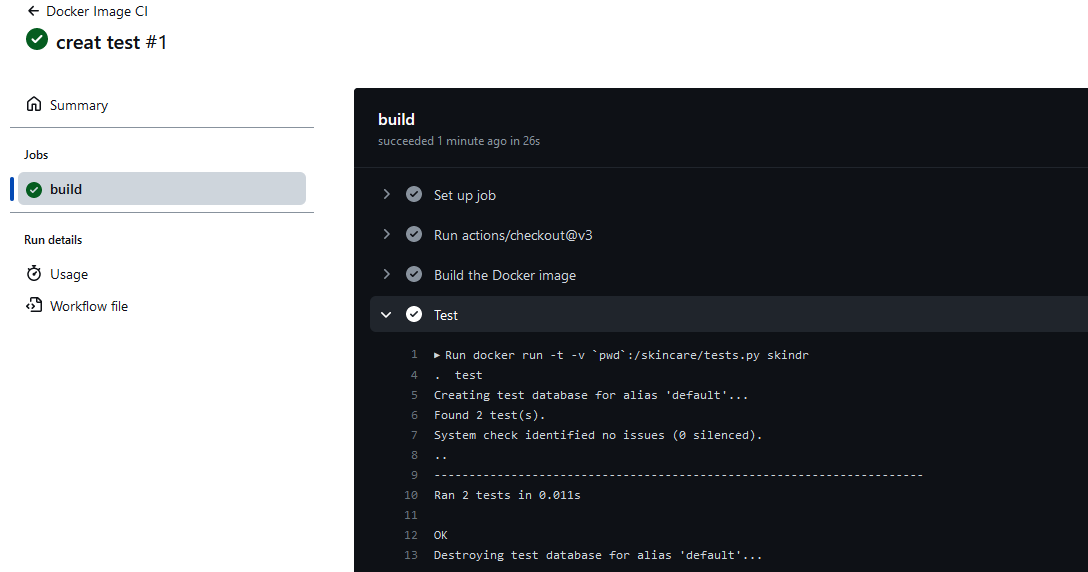 Docker Image CI
creat test #1
Summary
Jobs
build
Run details
Usage
Workflow file
build
succeeded 1 minute ago in 26s
Set up job
Run actions/checkout@v3
Build the Docker image
Test
1 Run docker run -t -v `pwd`:/skincare/tests.py skindr
4 .  test
5 Creating test database for alias 'default'...
6 Found 2 test(s).
7 System check identified no issues (0 silenced).
8 ..
9 ----------------------------------------------------------------------
10 Ran 2 tests in 0.011s
11
12 OK
13 Destroying test database for alias 'default'...